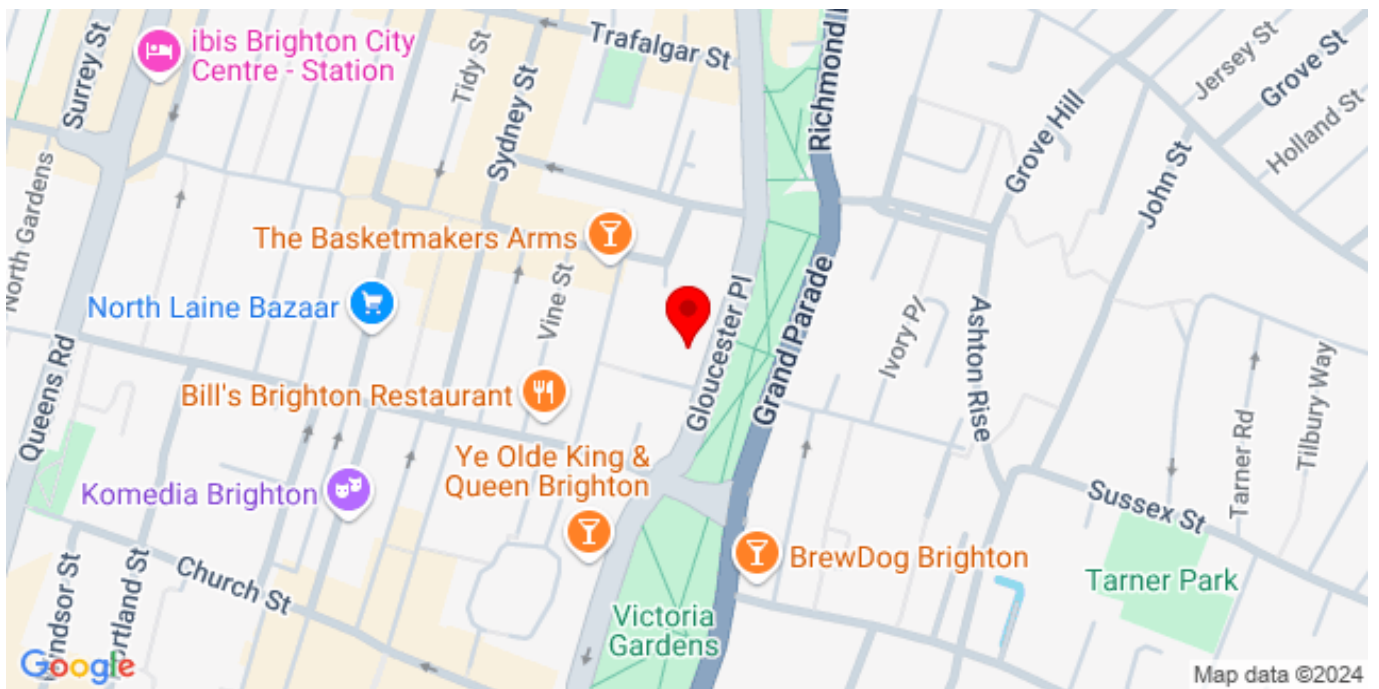 ibis Brighton City
Centre - Station
Surrey St
Tidy St
Sydney St
Trafalgar St
Richmond
Grove Hill
Jersey St
Grove St
Holland St
John St
North Gardens
The Basketmakers Arms
North Laine Bazaar
Vine St
Gloucester Pl
Grand Parade
Ivory Pl
Ashton Rise
Queens Rd
Bill's Brighton Restaurant
Ye Olde King &
Queen Brighton
Komedia Brighton
Tarner Rd
Tilbury Way
Sussex St
Church St
BrewDog Brighton
Tarner Park
Victoria
Gardens
ndsor St
ortland St
Google
Map data ©2024